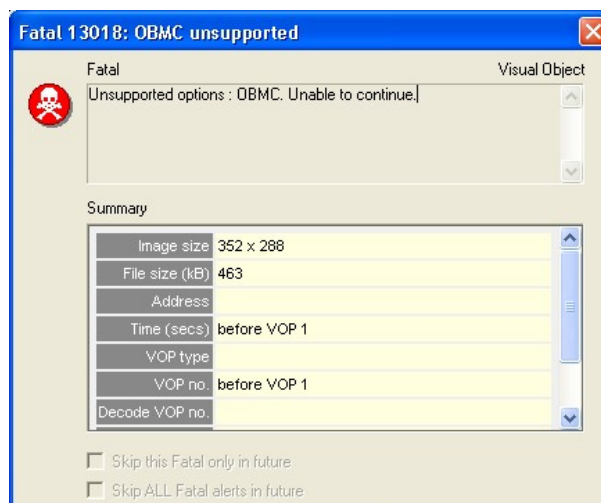 Fatal 13018: OBMC unsupported
Fatal Visual Object
Unsupported options : OBMC. Unable to continue.
Summary
Image size 352 x 288
File size (kB) 463
Address
Time (secs) before VOP 1
VOP type
VOP no. before VOP 1
Decode VOP no.
Skip this Fatal only in future
Skip ALL Fatal alerts in future